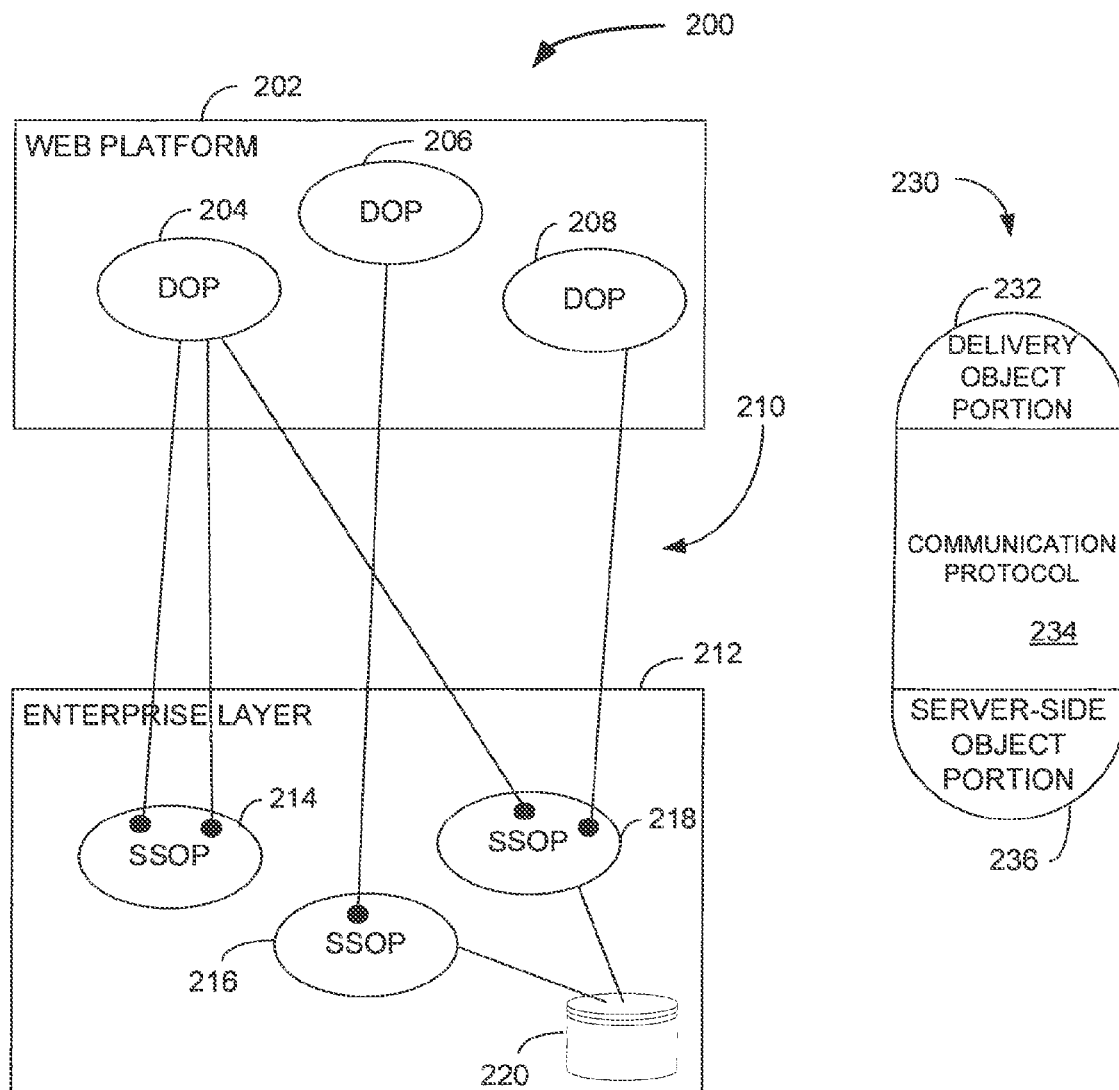 200
202
WEB PLATFORM
206
DOP
204
DOP
208
DOP
230
232
DELIVERY
OBJECT
PORTION
210
COMMUNICATION
PROTOCOL
234
212
ENTERPRISE LAYER
SERVER-SIDE
OBJECT
PORTION
214
SSOP
218
SSOP
236
216
SSOP
220